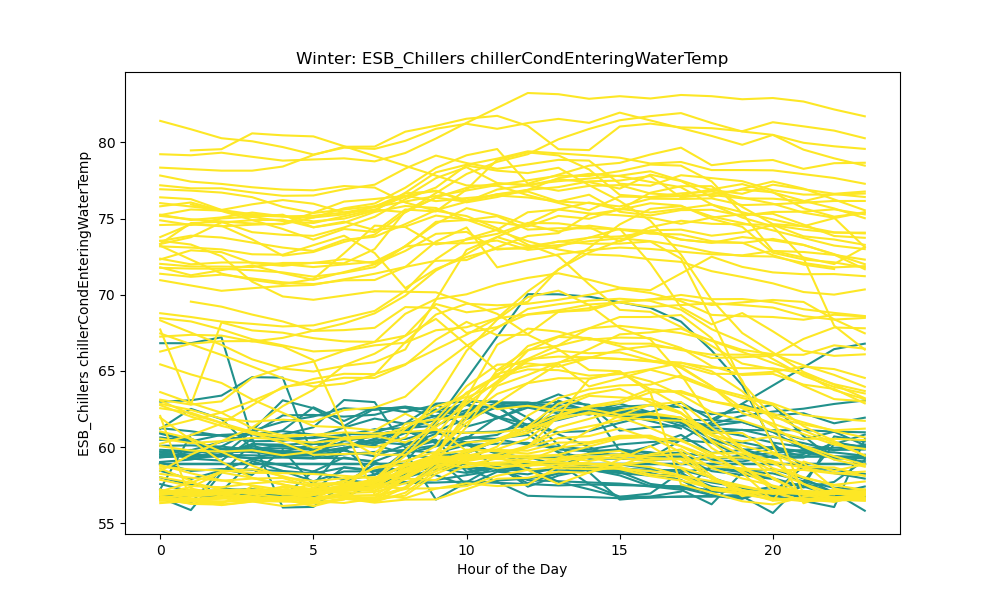 Winter: ESB_Chillers chillerCondEnteringWaterTemp
ESB_Chillers chillerCondEnteringWaterTemp
80
75
70
65
60
55
0 5 10 15 20
Hour of the Day